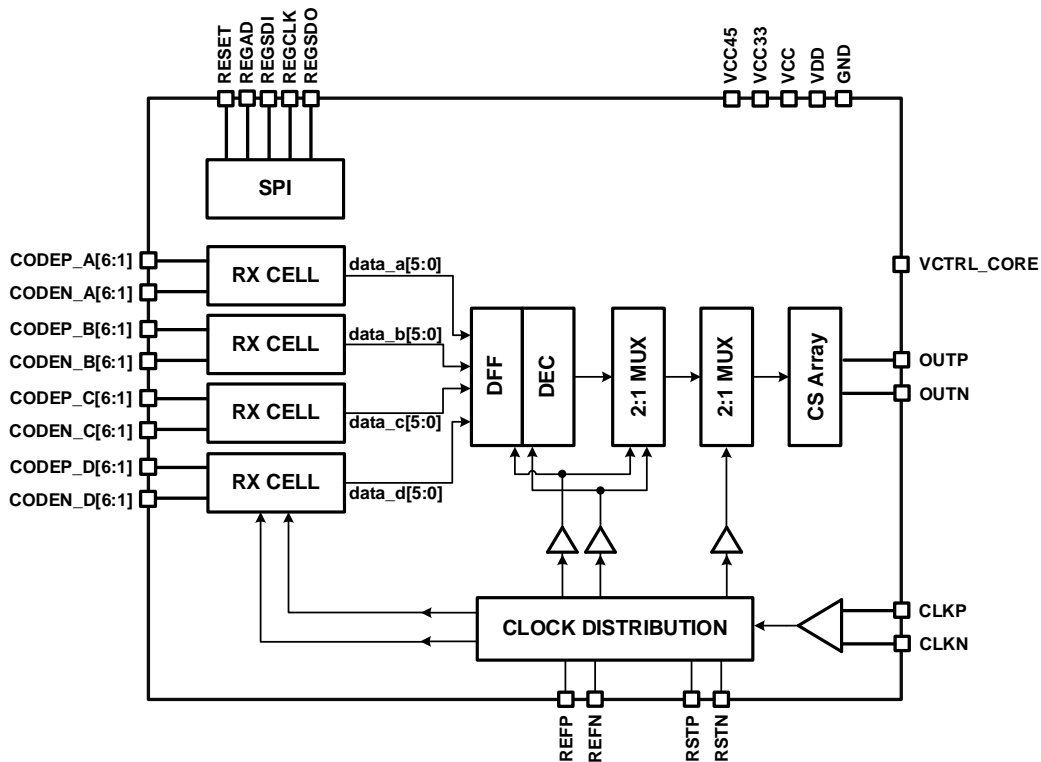 RESET
REGAD
REGSDI
REGCLK
REGSDO
VCC45
VCC33
VCC
VDD
GND
SPI
CODEP_A[6:1]
CODEN_A[6:1]
RX CELL
data_a[5:0]
VCTRL_CORE
CODEP_B[6:1]
CODEN_B[6:1]
RX CELL
data_b[5:0]
CODEP_C[6:1]
CODEN_C[6:1]
RX CELL
data_c[5:0]
CODEP_D[6:1]
CODEN_D[6:1]
RX CELL
data_d[5:0]
DFF
DEC
2:1 MUX
2:1 MUX
CS Array
OUTP
OUTN
CLOCK DISTRIBUTION
CLKP
CLKN
REFP
REFN
RSTP
RSTN